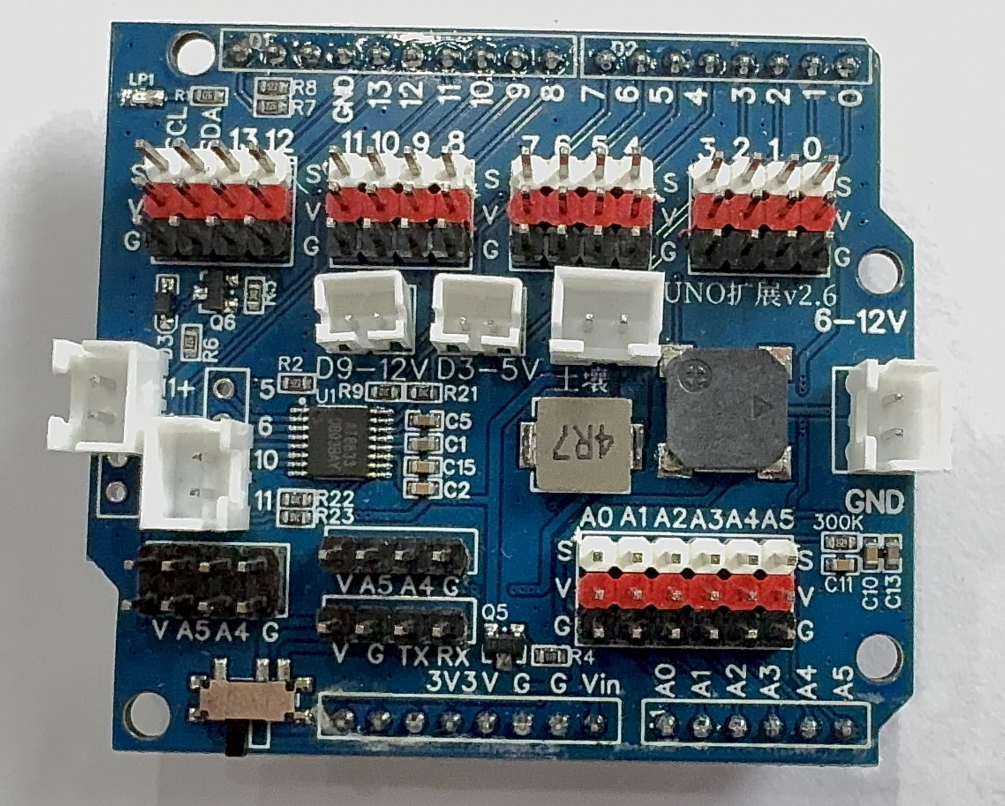 D1
D2
LP1
R8
R7
GND 13 12 11 10 9 8
7 6 5 4 3 2 1 0
SCL SDA 13 12
11 10 9 8
7 6 5 4
3 2 1 0
S
V
G
S
V
G
S
V
G
S
V
G
UNO扩展v2.6
6-12V
Q6
R6
D9-12V
D3-5V
土壤
R2
U1
R9
R21
5
6
10
11
C5
C1
C15
C2
R22
R23
4R7
GND
A0 A1 A2 A3 A4 A5
300K
S
V
G
S
V
G
C11
C10
C13
V A5 A4 G
V A5 A4 G
V G TX RX
Q5
R4
3V3 V G G Vin
A0 A1 A2 A3 A4 A5